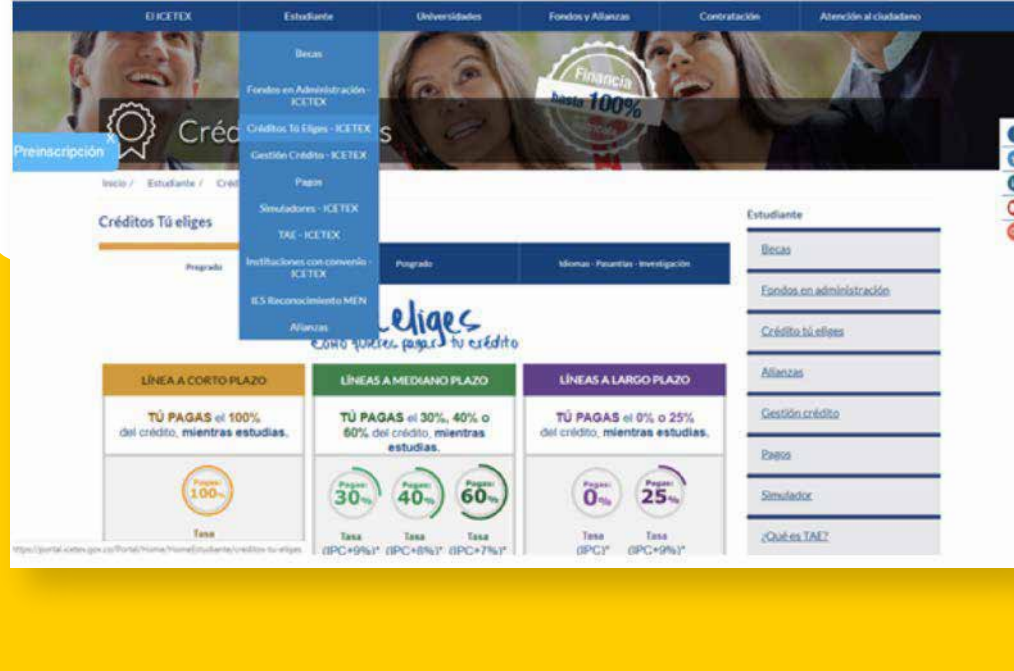 El ICETEX Estudiante Universidades Fondos y Alianzas Contratación Atención al ciudadano
Becas
Fondos en Administración -
ICETEX
Créditos Tú Eliges - ICETEX
Gestión Crédito - ICETEX
Pagos
Simuladores - ICETEX
TAE - ICETEX
Instituciones con convenio -
ICETEX
IES Reconocimiento MEN
Alianzas
Financia
hasta 100%
Créd s
Preinscripción
x
Inicio / Estudiante / Créd
Créditos Tú eliges
Pregrado Posgrado Idiomas - Pasantías - Investigación
eliges
cómo quieres pagar tu crédito
LÍNEA A CORTO PLAZO
TÚ PAGAS el 100%
del crédito, mientras estudias.
Pagas:
100%
Tasa
LÍNEAS A MEDIANO PLAZO
TÚ PAGAS el 30%, 40% o
60% del crédito, mientras
estudias.
Pagas: Pagas: Pagas:
30% 40% 60%
Tasa Tasa Tasa
(IPC+9%)* (IPC+8%)* (IPC+7%)*
LÍNEAS A LARGO PLAZO
TÚ PAGAS el 0% o 25%
del crédito, mientras estudias.
Pagas: Pagas:
0% 25%
Tasa Tasa
(IPC)* (IPC+9%)*
Estudiante
Becas
Fondos en administración
Crédito tú eliges
Alianzas
Gestión crédito
Pagos
Simulador
¿Qué es TAE?
https://portal.icetex.gov.co/Portal/Home/HomeEstudiante/creditos-tu-eliges